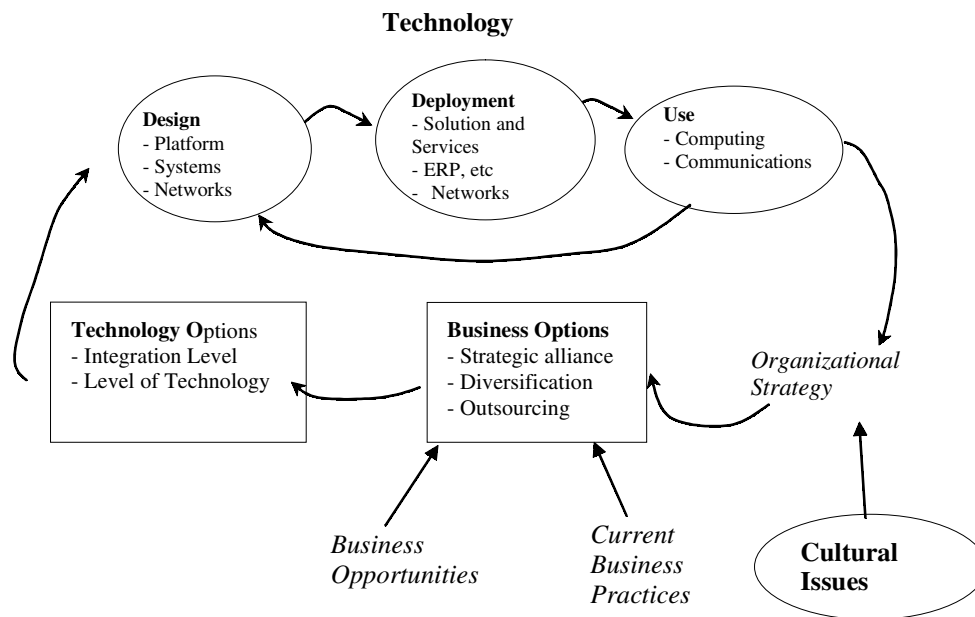 Technology
Design
- Platform
- Systems
- Networks
Deployment
- Solution and
Services
- ERP, etc
- Networks
Use
- Computing
- Communications
Technology Options
- Integration Level
- Level of Technology
Business Options
- Strategic alliance
- Diversification
- Outsourcing
Organizational
Strategy
Business
Opportunities
Current
Business
Practices
Cultural
Issues